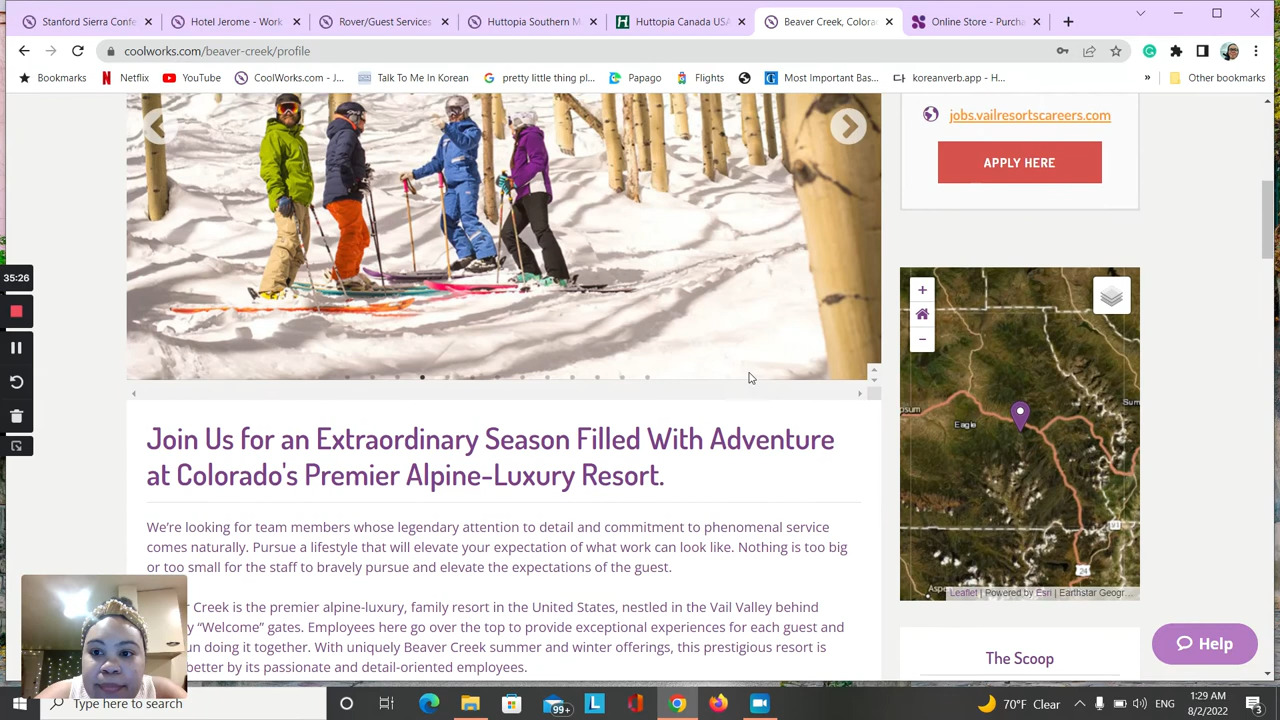 Stanford Sierra Confe
Hotel Jerome - Work
Rover/Guest Services
Huttopia Southern M
Huttopia Canada USA
Beaver Creek, Colora
Online Store - Purcha
coolworks.com/beaver-creek/profile
Bookmarks
Netflix
YouTube
CoolWorks.com - J...
Talk To Me In Korean
pretty little thing pl...
Papago
Flights
Most Important Bas...
koreanverb.app - H...
Other bookmarks
jobs.vailresortscareers.com
APPLY HERE
35:26
Eagle
24
Leaflet | Powered by Esri | Earthstar Geogr...
Join Us for an Extraordinary Season Filled With Adventure
at Colorado's Premier Alpine-Luxury Resort.
We're looking for team members whose legendary attention to detail and commitment to phenomenal service
comes naturally. Pursue a lifestyle that will elevate your expectation of what work can look like. Nothing is too big
or too small for the staff to bravely pursue and elevate the expectations of the guest.
Creek is the premier alpine-luxury, family resort in the United States, nestled in the Vail Valley behind
"Welcome" gates. Employees here go over the top to provide exceptional experiences for each guest and
doing it together. With uniquely Beaver Creek summer and winter offerings, this prestigious resort is
better by its passionate and detail-oriented employees.
The Scoop
Help
Type here to search
99+
70°F Clear
ENG
1:29 AM
8/2/2022
3